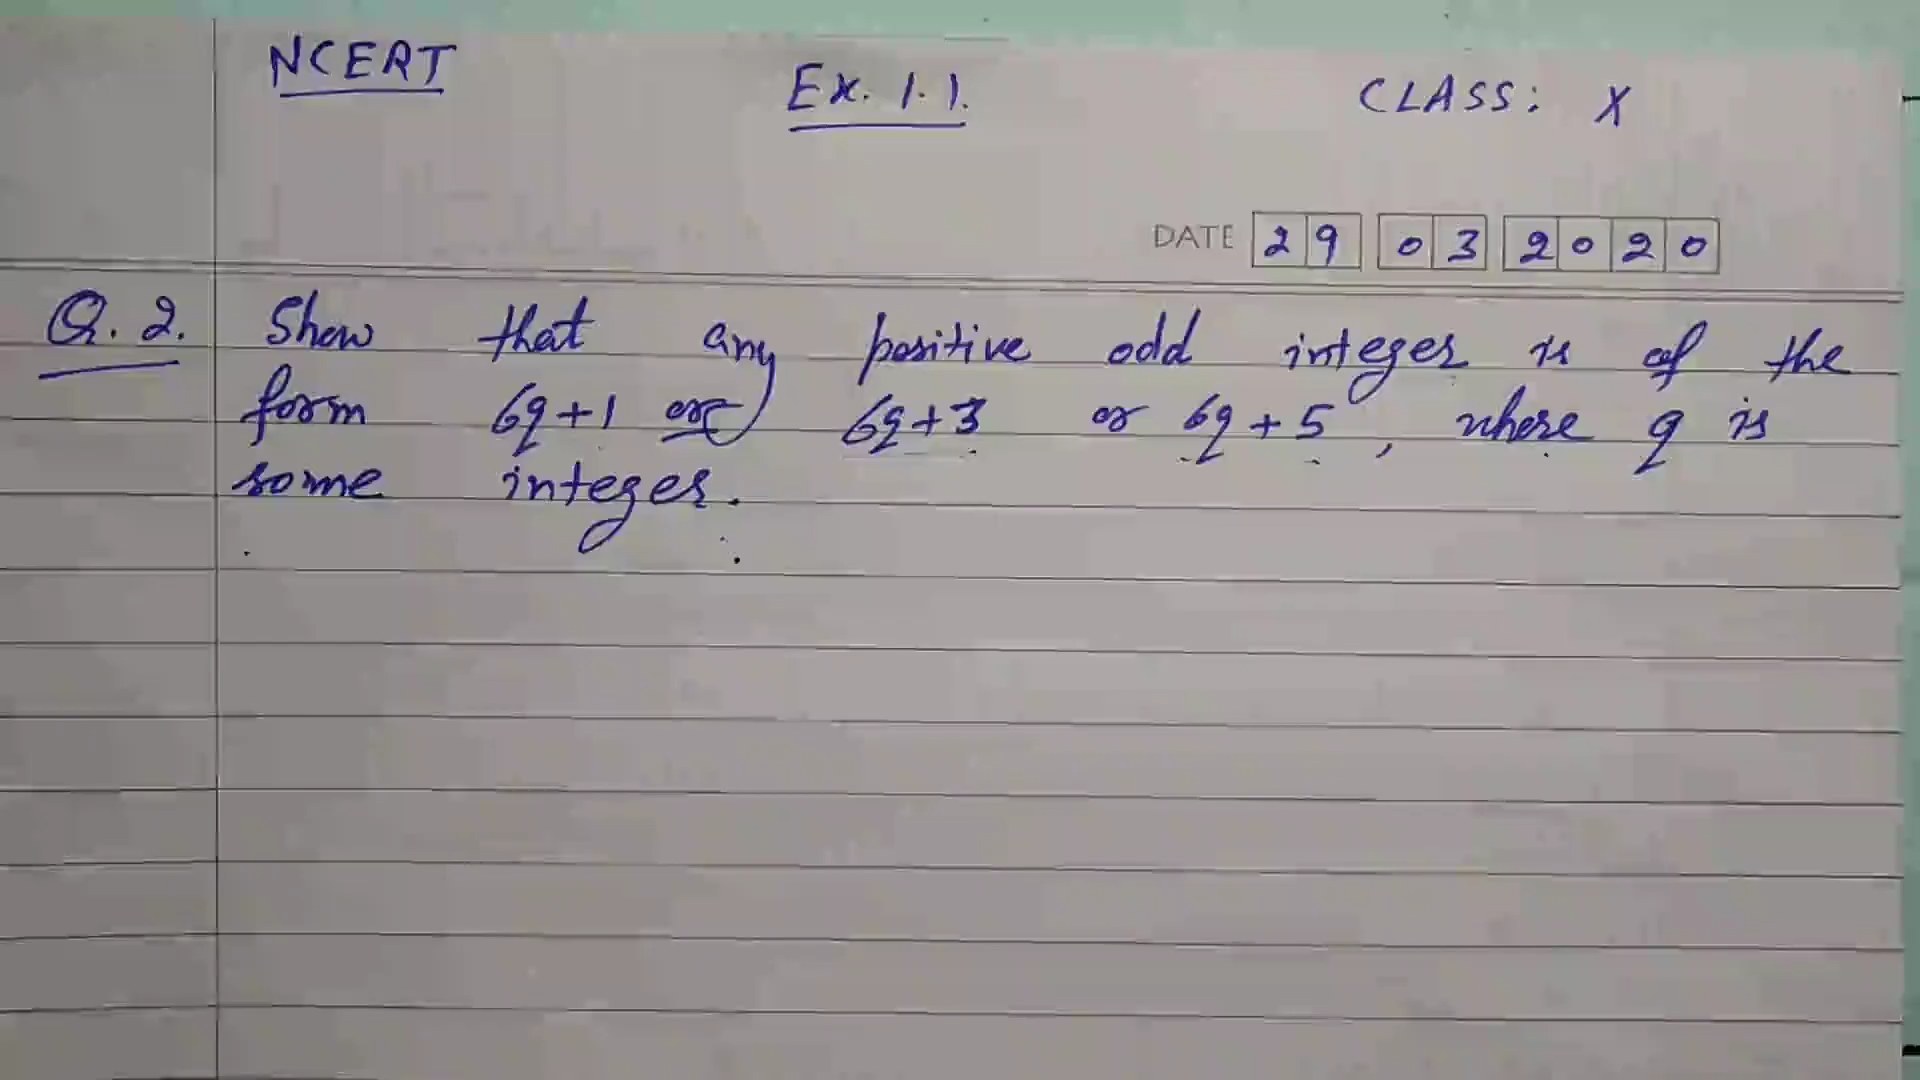 NCERT
Ex. 1.1.
CLASS: X
DATE 29 03 2020
Q. 2. Show that any positive odd integer is of the
form 6q+1 or 6q+3 or 6q+5, where q is
some integer.